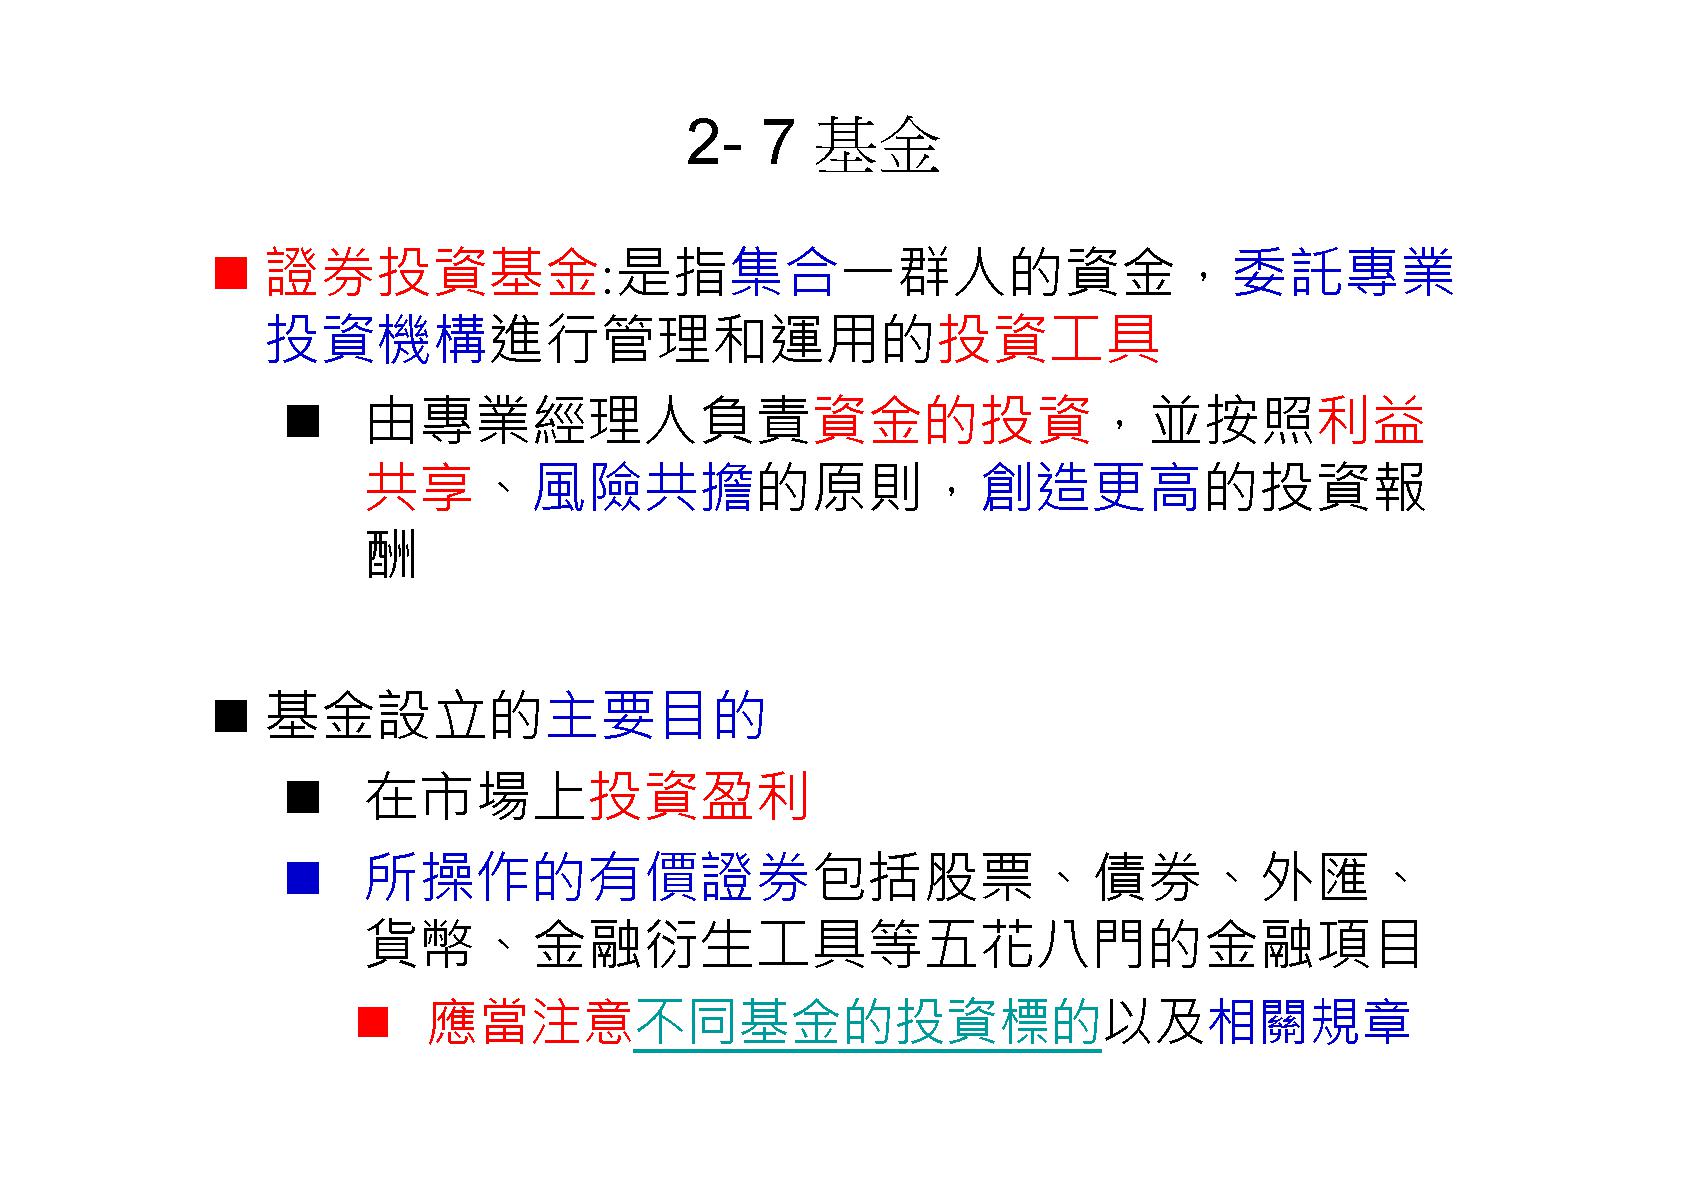 2- 7 基金
■ 證券投資基金:是指集合一群人的資金，委託專業
投資機構進行管理和運用的投資工具
■ 由專業經理人負責資金的投資，並按照利益
共享、風險共擔的原則，創造更高的投資報
酬
■ 基金設立的主要目的
■ 在市場上投資盈利
■ 所操作的有價證券包括股票、債券、外匯、
貨幣、金融衍生工具等五花八門的金融項目
■ 應當注意不同基金的投資標的以及相關規章